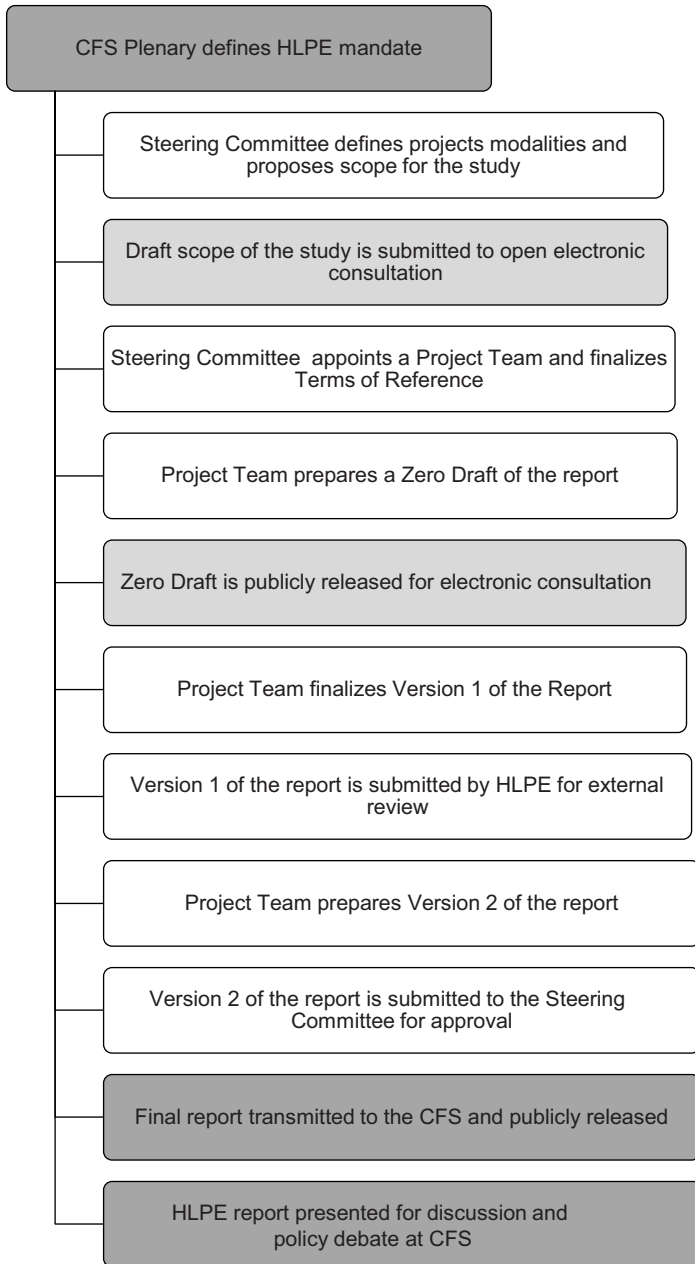 CFS Plenary defines HLPE mandate
Steering Committee defines projects modalities and
proposes scope for the study
Draft scope of the study is submitted to open electronic
consultation
Steering Committee appoints a Project Team and finalizes
Terms of Reference
Project Team prepares a Zero Draft of the report
Zero Draft is publicly released for electronic consultation
Project Team finalizes Version 1 of the Report
Version 1 of the report is submitted by HLPE for external
review
Project Team prepares Version 2 of the report
Version 2 of the report is submitted to the Steering
Committee for approval
Final report transmitted to the CFS and publicly released
HLPE report presented for discussion and
policy debate at CFS